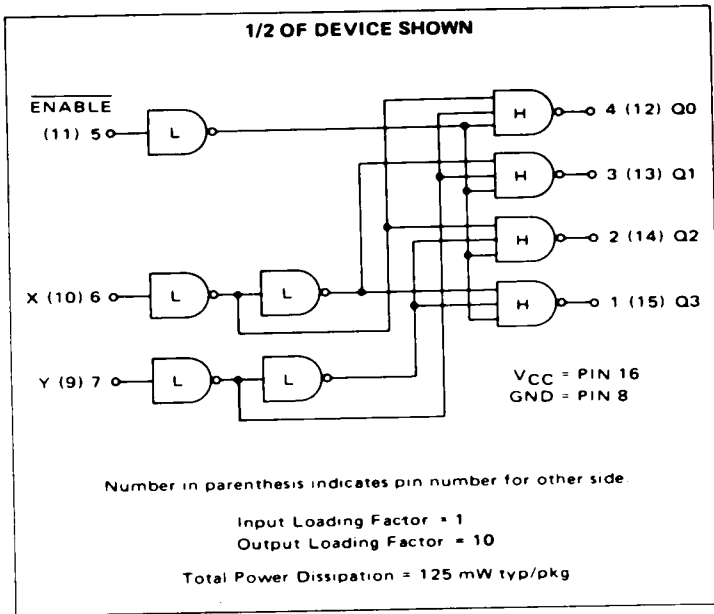 1/2 OF DEVICE SHOWN
ENABLE
(11) 5
L
H
4 (12) Q0
H
3 (13) Q1
H
2 (14) Q2
X (10) 6
L
L
H
1 (15) Q3
Y (9) 7
L
L
VCC = PIN 16
GND = PIN 8
Number in parenthesis indicates pin number for other side.
Input Loading Factor = 1
Output Loading Factor = 10
Total Power Dissipation = 125 mW typ/pkg